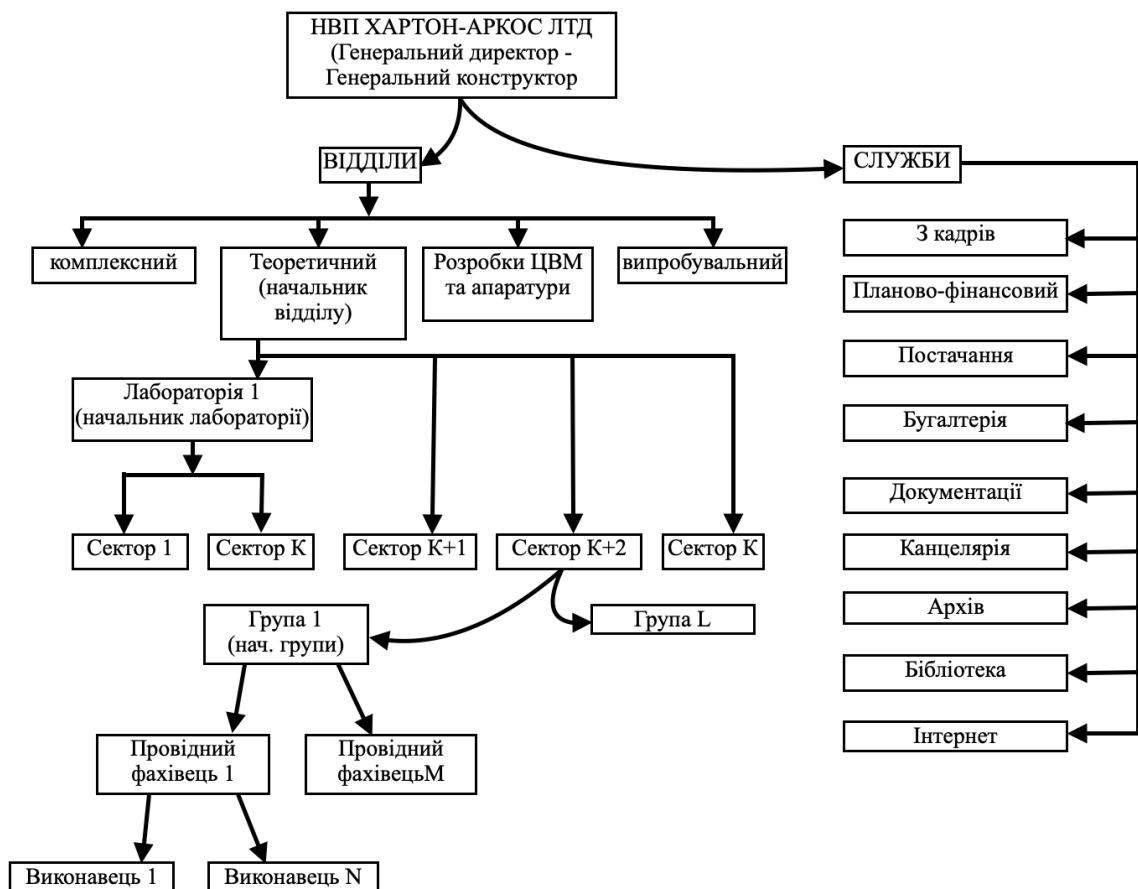 НВП ХАРТОН-АРКОС ЛТД
(Генеральний директор -
Генеральний конструктор
ВІДДІЛИ
СЛУЖБИ
комплексний
Теоретичний
(начальник
відділу)
Розробки ЦВМ
та апаратури
випробувальний
З кадрів
Планово-фінансовий
Постачання
Лабораторія 1
(начальник лабораторії)
Бугалтерія
Документації
Сектор 1
Сектор К
Сектор К+1
Сектор К+2
Сектор К
Канцелярія
Група 1
(нач. групи)
Група L
Архів
Бібліотека
Провідний
фахівець 1
Провідний
фахівецьМ
Інтернет
Виконавець 1
Виконавець N